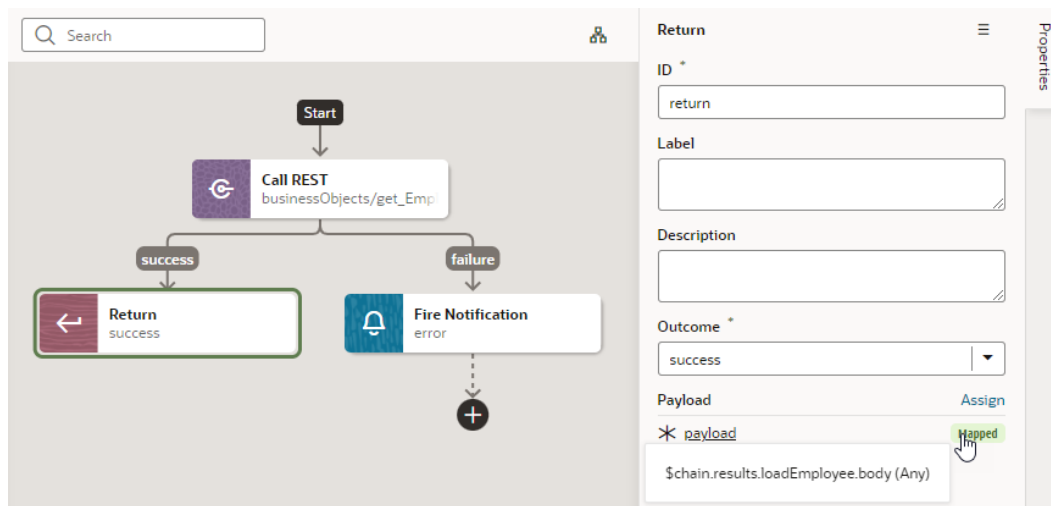 Search
Start
Call REST
businessObjects/get_Emp
success
failure
Return
success
Fire Notification
error
Return
ID *
return
Label
Description
Outcome *
success
Payload
Assign
payload
Mapped
$chain.results.loadEmployee.body (Any)
Properties